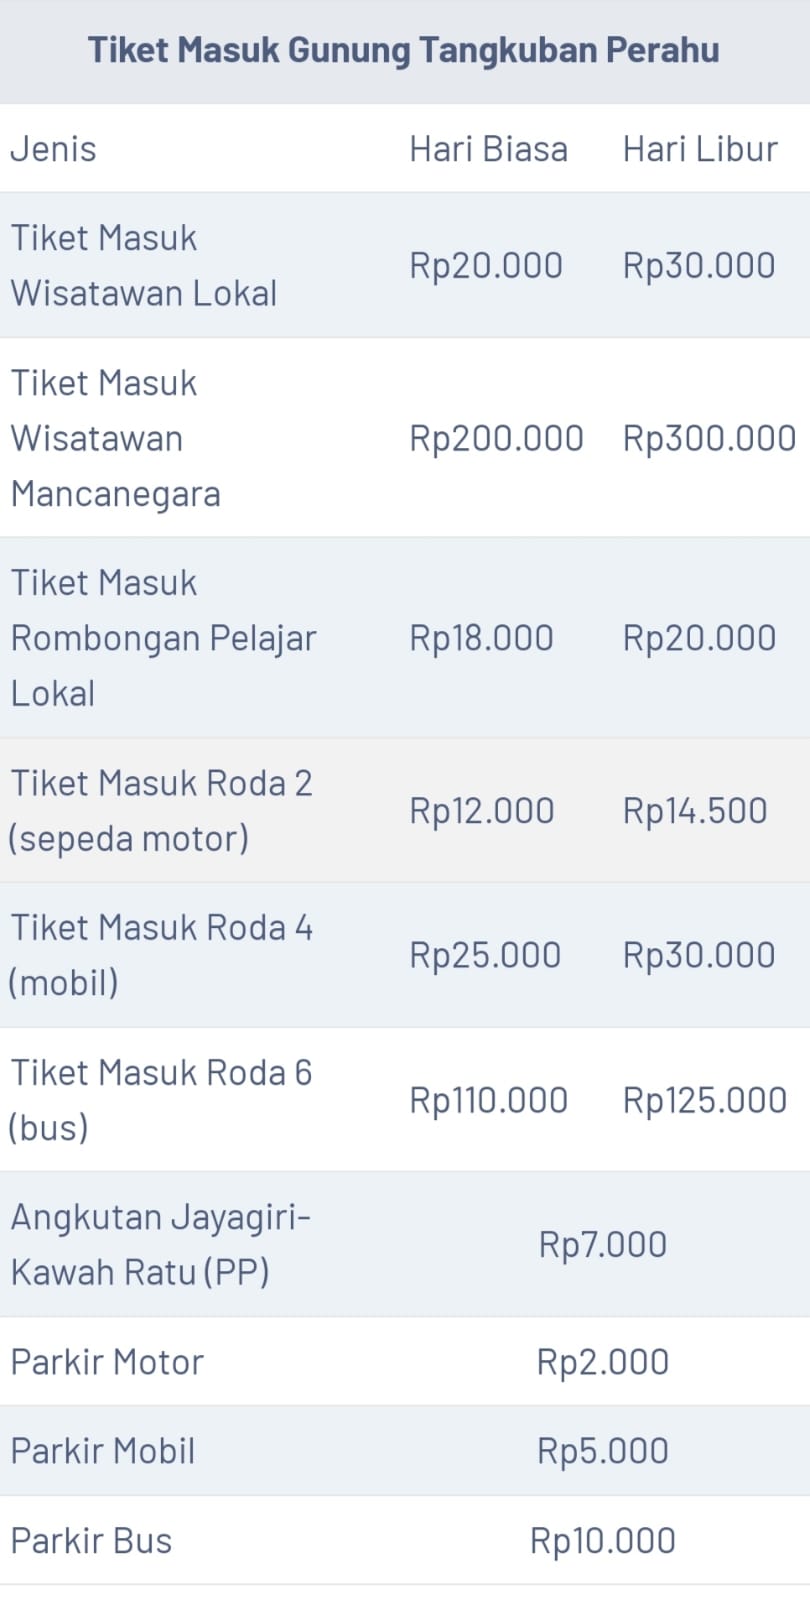 Tiket Masuk Gunung Tangkuban Perahu
Jenis Hari Biasa Hari Libur
Tiket Masuk
Wisatawan Lokal Rp20.000 Rp30.000
Tiket Masuk
Wisatawan Rp200.000 Rp300.000
Mancanegara
Tiket Masuk
Rombongan Pelajar Rp18.000 Rp20.000
Lokal
Tiket Masuk Roda 2
(sepeda motor) Rp12.000 Rp14.500
Tiket Masuk Roda 4
(mobil) Rp25.000 Rp30.000
Tiket Masuk Roda 6
(bus) Rp110.000 Rp125.000
Angkutan Jayagiri-
Kawah Ratu (PP) Rp7.000
Parkir Motor Rp2.000
Parkir Mobil Rp5.000
Parkir Bus Rp10.000